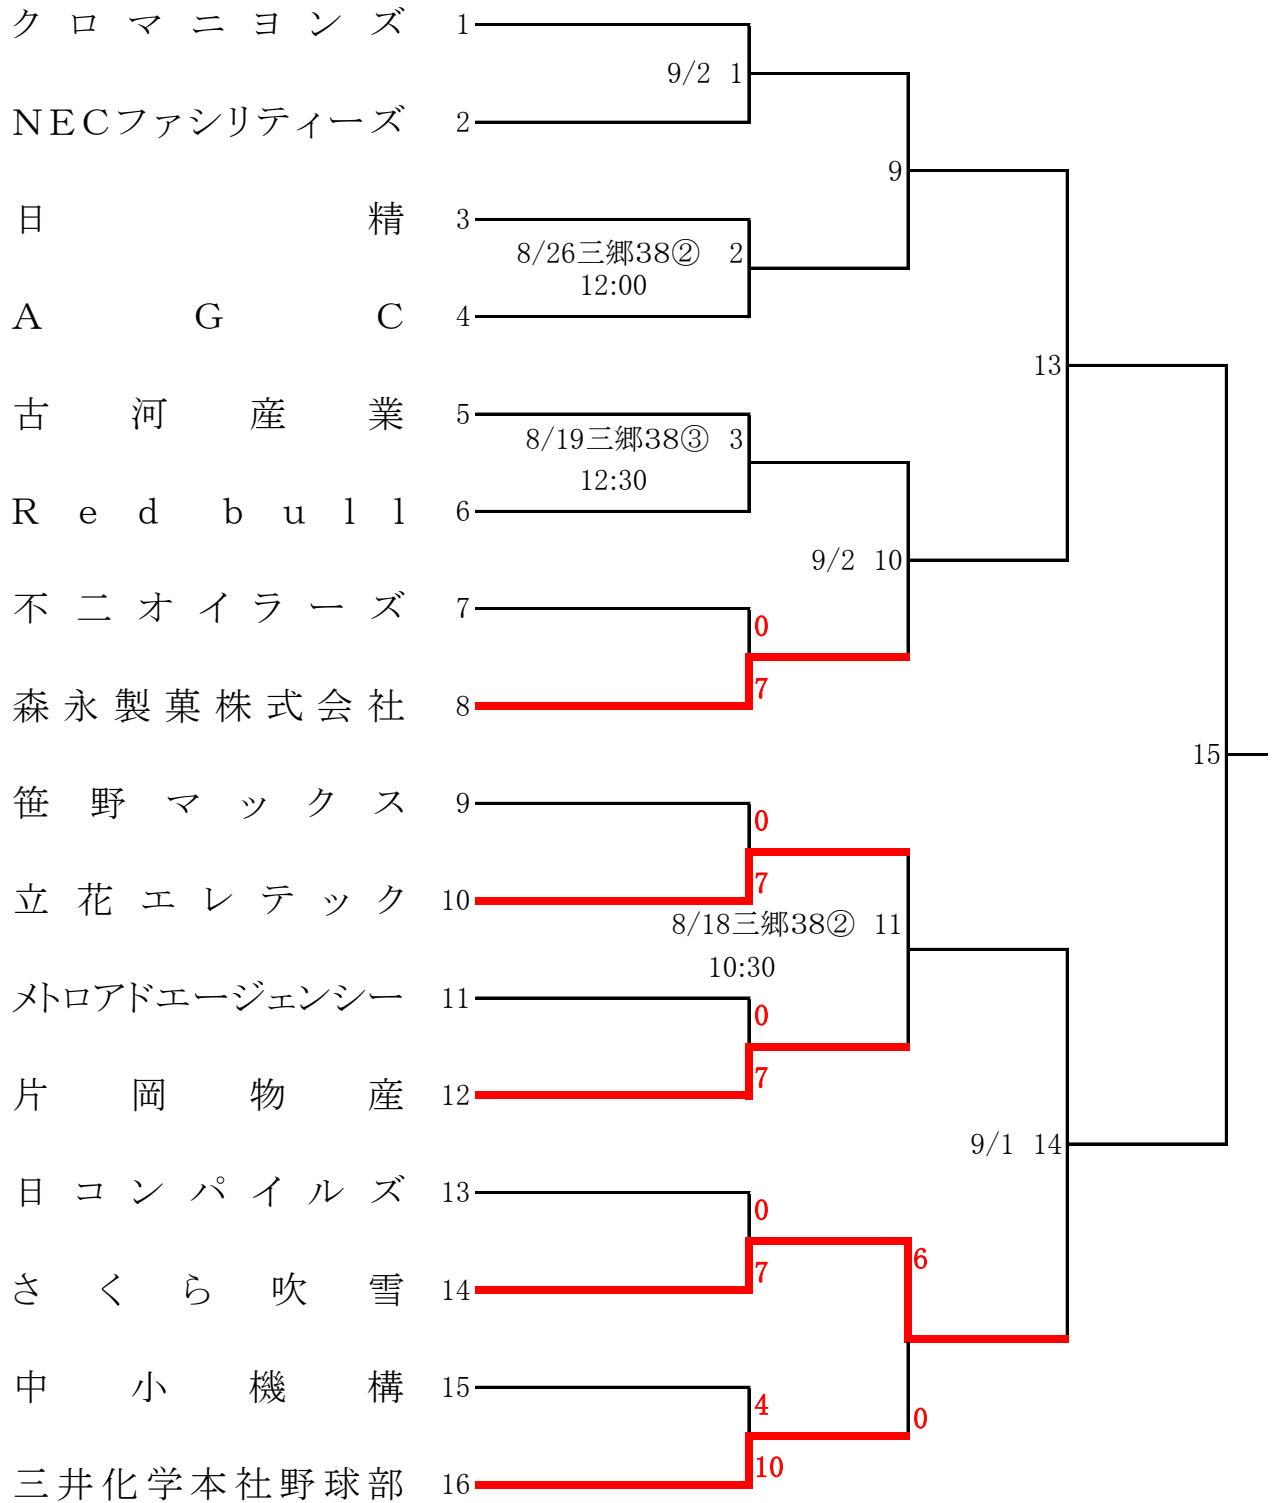 クロマニヨンズ 1
9/2 1
NECファシリティーズ 2
9
日精 3
8/26三郷38② 2
12:00
AGC 4
13
古河産業 5
8/19三郷38③ 3
12:30
Red bull 6
9/2 10
不二オイラーズ 7
0
7
森永製菓株式会社 8
15
笹野マックス 9
0
7
立花エレテック 10
8/18三郷38② 11
10:30
メトロアドエージェンシー 11
0
7
片岡物産 12
9/1 14
日コンパイルズ 13
0
6
7
さくら吹雪 14
中小機構 15
4
0
10
三井化学本社野球部 16